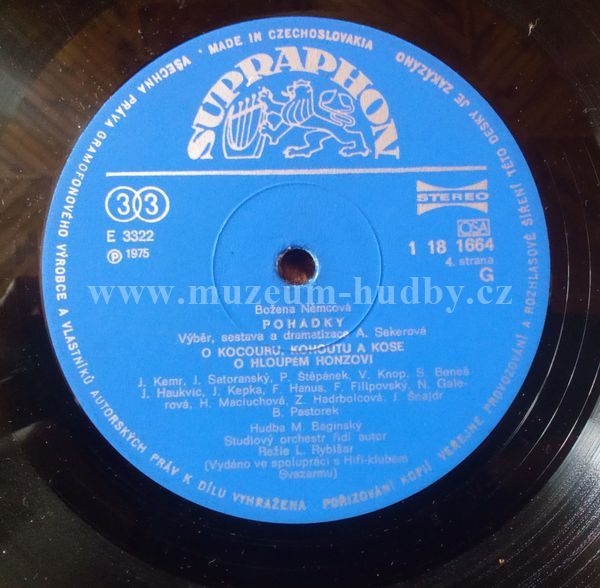 VŠECHNA PRÁVA GRAMOFONOVÉHO VÝROBCE A VLASTNÍKŮ AUTORSKÝCH PRÁV K DÍLU VYHRAŽENA . POŘIZOVÁNÍ KOPIÍ VEŘEJNÉ PROVOZOVÁNÍ A ROZHLASOVÉ ŠÍŘENÍ TÉTO DESKY JE ZAKÁZÁNO . MADE IN CZECHOSLOVAKIA
SUPRAPHON
33
E 3322
Ⓟ 1975
STEREO
OSA
1 18 1664
4. strana
G
www.muzeum-hudby.cz
Božena Němcová
POHÁDKY
Výběr, sestava a dramatizace A. Sekerová
O KOCOURU, KOHOUTU A KOSE
O HLOUPÉM HONZOVI
J. Kemr, J. Satoranský, P. Štěpánek, V. Knop, S. Beneš
J. Haukvic, J. Kepka, F. Hanus, F. Filipovský, N. Gale-
rová, H. Maciuchová, Z. Hadrbolcová, J. Šnajdr
B. Pastorek
Hudba M. Baginský
Studiový orchestr řídí autor
Režie L. Rybišar
(Vydáno ve spolupráci s Hifi-klubem
Svazarmu)